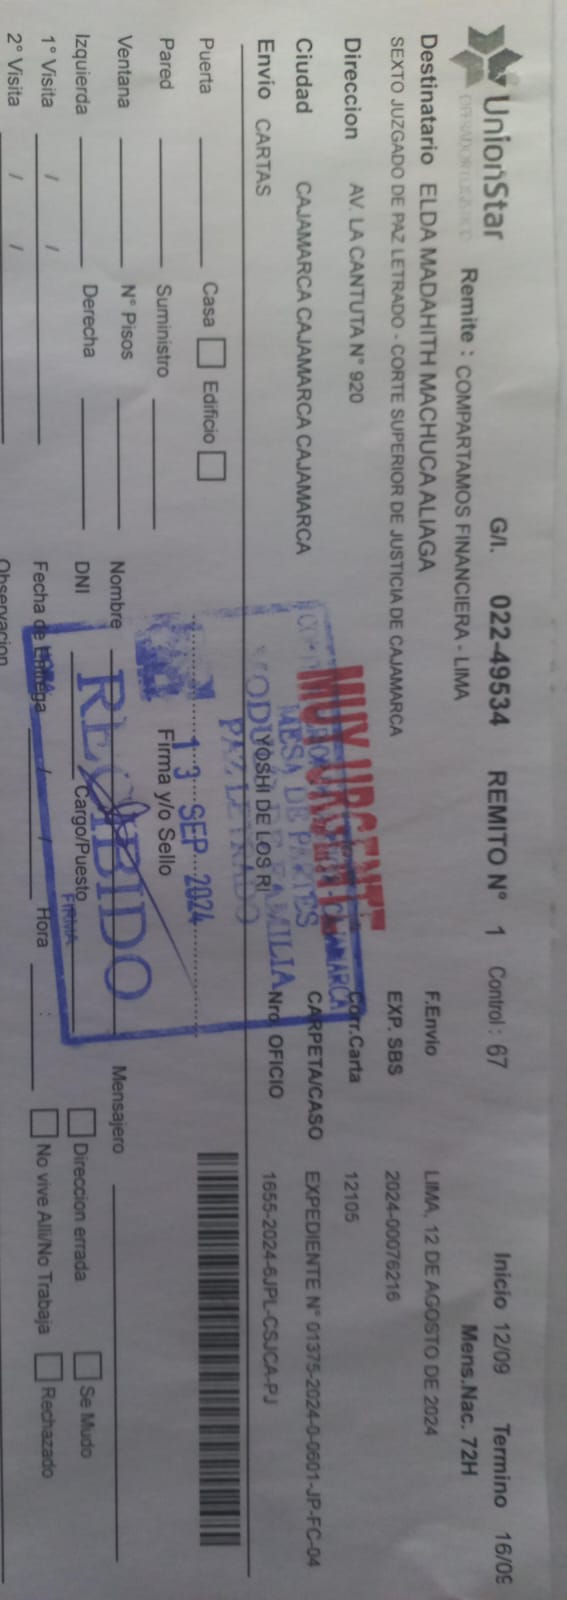 UnionStar
G/I. 022-49534 REMITO N° 1 Control : 67 Inicio 12/09 Termino 16/09
Remite : COMPARTAMOS FINANCIERA - LIMA Mens.Nac. 72H
Destinatario ELDA MADAHITH MACHUCA ALIAGA F.Envio LIMA, 12 DE AGOSTO DE 2024
SEXTO JUZGADO DE PAZ LETRADO - CORTE SUPERIOR DE JUSTICIA DE CAJAMARCA EXP. SBS 2024-00076216
Direccion AV. LA CANTUTA N° 920 Corr.Carta 12105
Ciudad CAJAMARCA CAJAMARCA CAJAMARCA CARPETA/CASO EXPEDIENTE N° 01375-2024-0-0601-JP-FC-04
Envio CARTAS YOSHI DE LOS RI Nro. OFICIO 1655-2024-6JPL-CSJCA-PJ
MUY URGENTE
CAJAMARCA
MESA DE PARTES
FAMILIA
PAZ LETRADO
13 SEP 2024
RECIBIDO
FIRMA
Puerta Casa Edificio
Pared Suministro Firma y/o Sello
Ventana N° Pisos Nombre Mensajero
Izquierda Derecha DNI Cargo/Puesto Direccion errada Se Mudo
1° Visita / / Fecha de Entrega / / Hora : No vive Alli/No Trabaja Rechazado
2° Visita / / Observacion